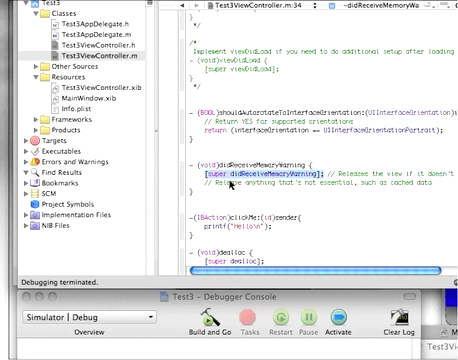 Test3
Classes
Test3AppDelegate.h
Test3AppDelegate.m
Test3ViewController.h
Test3ViewController.m
Other Sources
Resources
Test3ViewController.xib
MainWindow.xib
Info.plist
Frameworks
Products
Targets
Executables
Errors and Warnings
Find Results
Bookmarks
SCM
Project Symbols
Implementation Files
NIB Files
Test3ViewController.m:34
-didReceiveMemoryWa
*/
/*
Implement viewDidLoad if you need to do additional setup after loading
- (void)viewDidLoad {
[super viewDidLoad];
}
*/
- (BOOL)shouldAutorotateToInterfaceOrientation:(UIInterfaceOrientation)i
// Return YES for supported orientations
return (interfaceOrientation == UIInterfaceOrientationPortrait);
}
- (void)didReceiveMemoryWarning {
[super didReceiveMemoryWarning]; // Releases the view if it doesn't
// Release anything that's not essential, such as cached data
}
-(IBAction)clickMe:(id)sender{
printf("Hello\n");
}
- (void)dealloc {
[super dealloc];
Debugging terminated.
Test3 – Debugger Console
Simulator | Debug
Overview
Build and Go
Tasks
Restart
Pause
Activate
Clear Log
Test3V